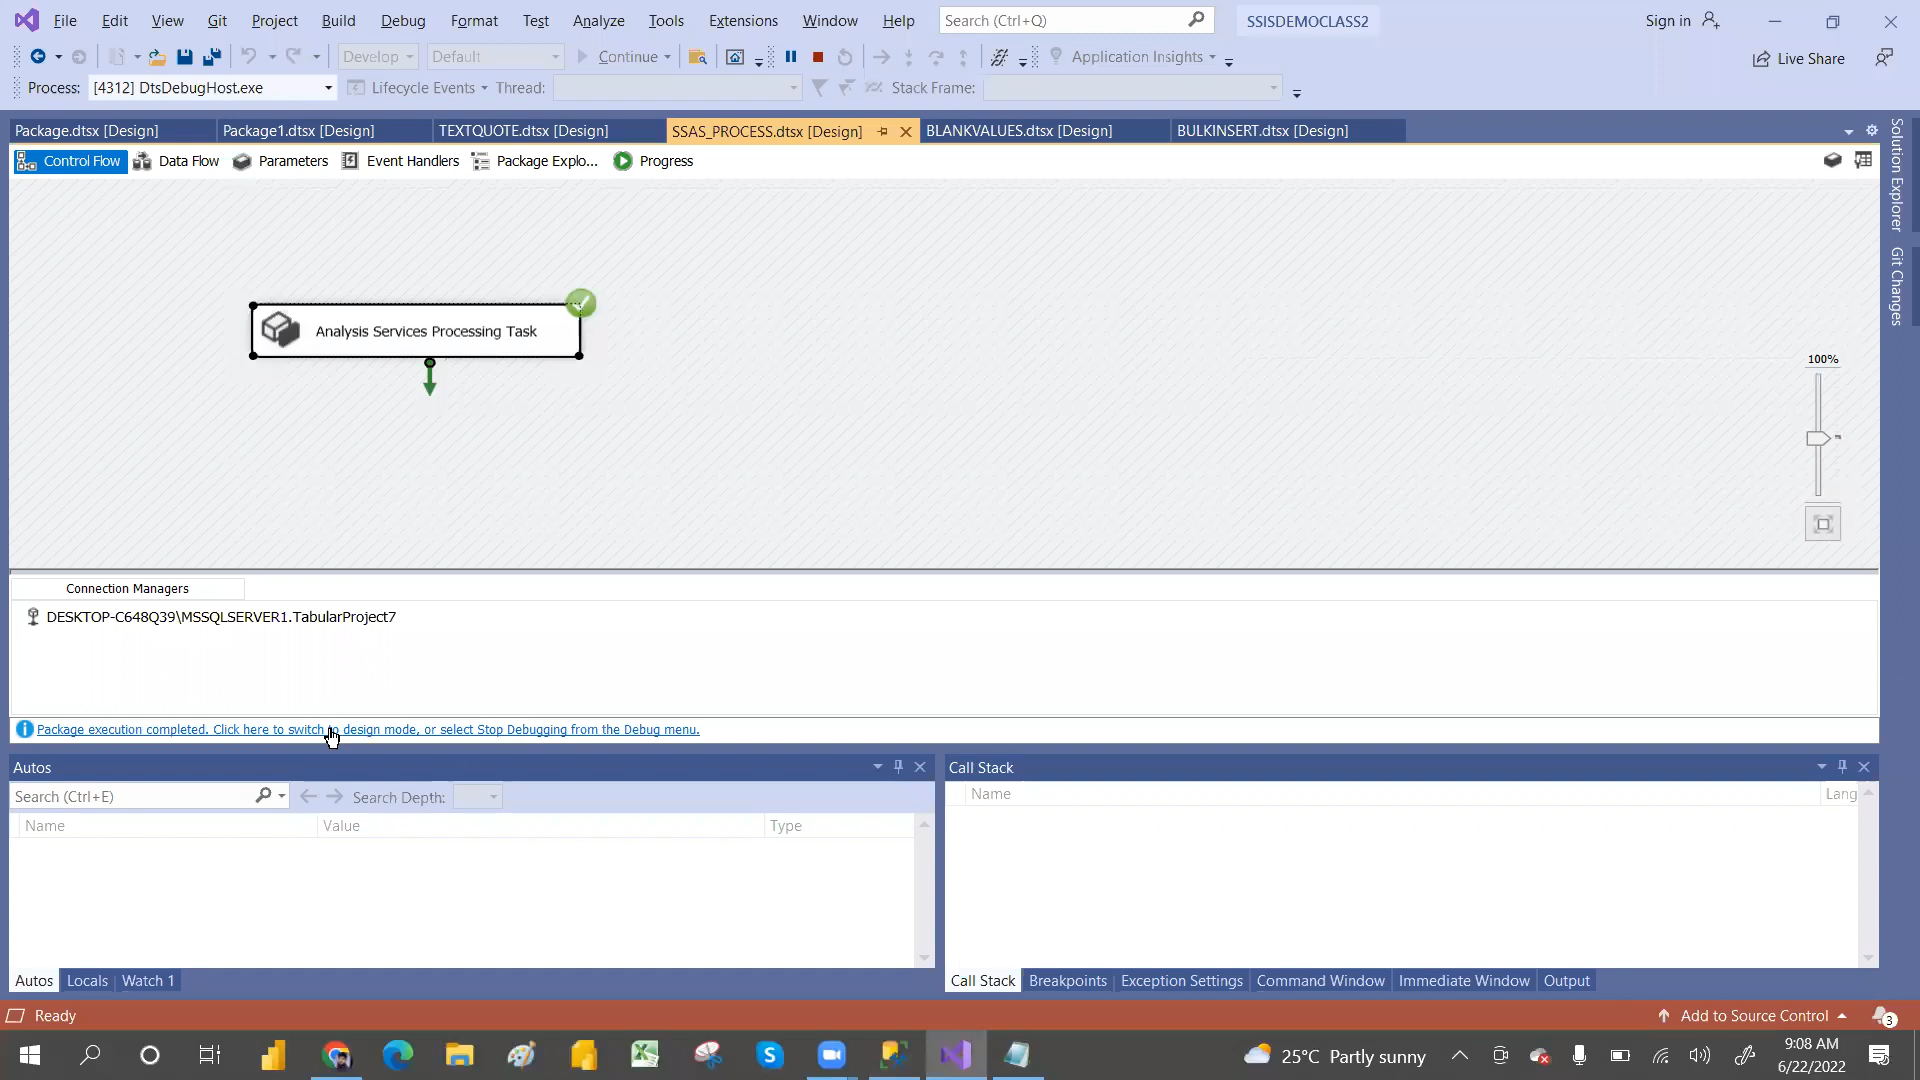 File Edit View Git Project Build Debug Format Test Analyze Tools Extensions Window Help Search (Ctrl+Q) SSISDEMOCLASS2 Sign in
Develop Default Continue Application Insights Live Share
Process: [4312] DtsDebugHost.exe Lifecycle Events Thread: Stack Frame:
Package.dtsx [Design] Package1.dtsx [Design] TEXTQUOTE.dtsx [Design] SSAS_PROCESS.dtsx [Design] BLANKVALUES.dtsx [Design] BULKINSERT.dtsx [Design]
Control Flow Data Flow Parameters Event Handlers Package Explo... Progress
Solution Explorer
Git Changes
Analysis Services Processing Task
100%
Connection Managers
DESKTOP-C648Q39\MSSQLSERVER1.TabularProject7
Package execution completed. Click here to switch to design mode, or select Stop Debugging from the Debug menu.
Autos
Search (Ctrl+E) Search Depth:
Name Value Type
Autos Locals Watch 1
Call Stack
Name Lang
Call Stack Breakpoints Exception Settings Command Window Immediate Window Output
Ready Add to Source Control 3
25°C Partly sunny
9:08 AM
6/22/2022